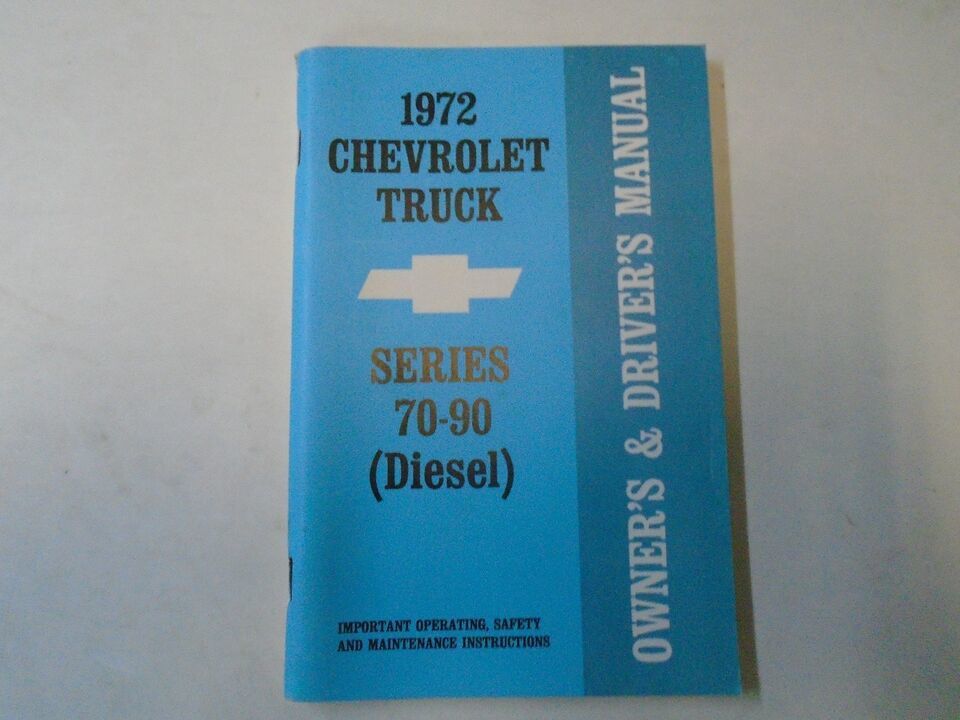 1972
CHEVROLET
TRUCK
SERIES
70-90
(Diesel)
IMPORTANT OPERATING, SAFETY
AND MAINTENANCE INSTRUCTIONS
OWNER'S & DRIVER'S MANUAL